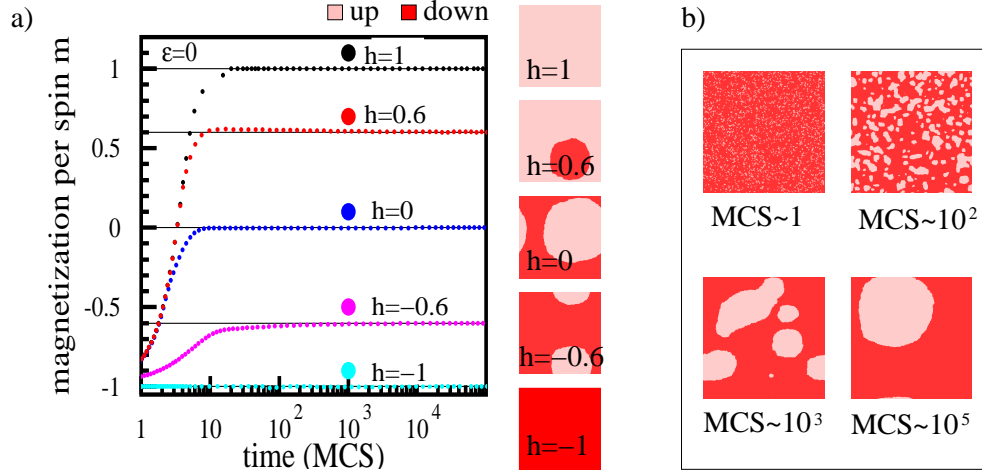 a)
up down
magnetization per spin m
ε=0
1
0.5
0
-0.5
-1
h=1
h=0.6
h=0
h=−0.6
h=−1
1 10 10² 10³ 10⁴
time (MCS)
h=1
h=0.6
h=0
h=−0.6
h=−1
b)
MCS~1 MCS~10²
MCS~10³ MCS~10⁵